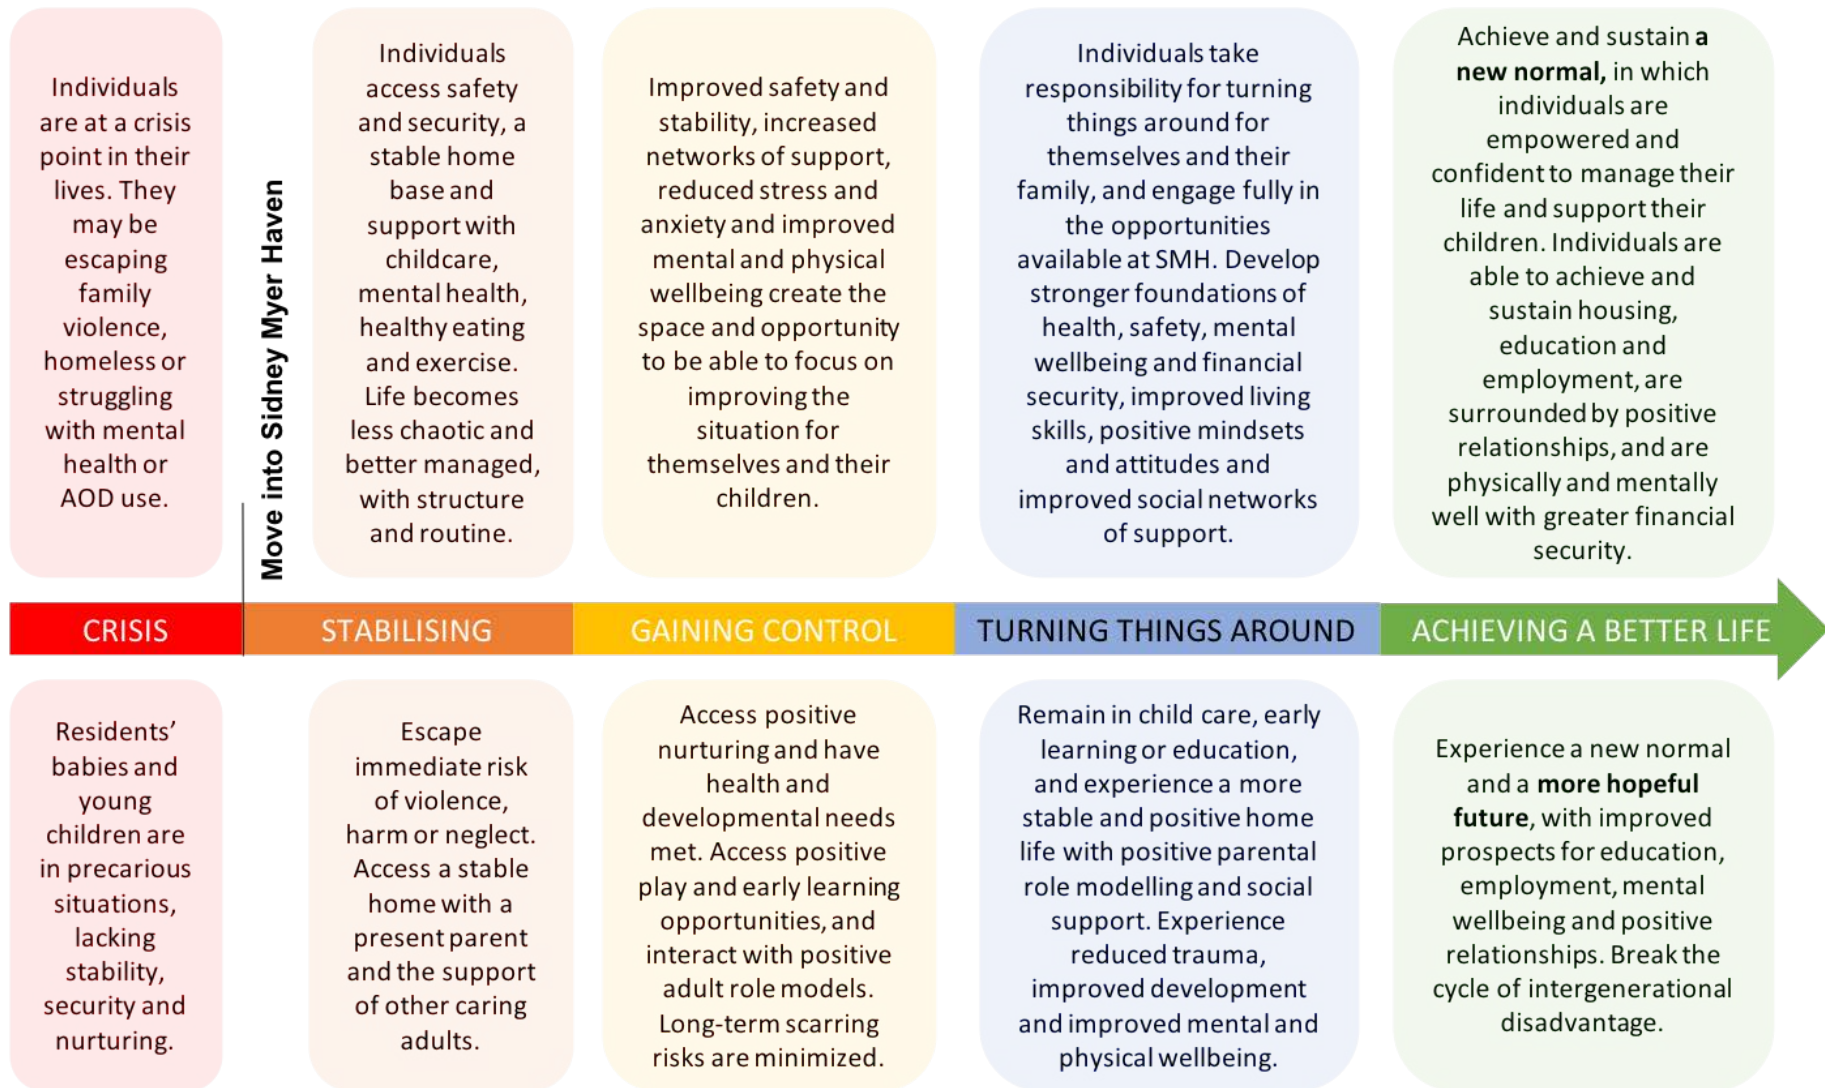 Individuals
are at a crisis
point in their
lives. They
may be
escaping
family
violence,
homeless or
struggling
with mental
health or
AOD use.
Move into Sidney Myer Haven
Individuals
access safety
and security, a
stable home
base and
support with
childcare,
mental health,
healthy eating
and exercise.
Life becomes
less chaotic and
better managed,
with structure
and routine.
Improved safety and
stability, increased
networks of support,
reduced stress and
anxiety and improved
mental and physical
wellbeing create the
space and opportunity
to be able to focus on
improving the
situation for
themselves and their
children.
Individuals take
responsibility for turning
things around for
themselves and their
family, and engage fully in
the opportunities
available at SMH. Develop
stronger foundations of
health, safety, mental
wellbeing and financial
security, improved living
skills, positive mindsets
and attitudes and
improved social networks
of support.
Achieve and sustain a
new normal, in which
individuals are
empowered and
confident to manage their
life and support their
children. Individuals are
able to achieve and
sustain housing,
education and
employment, are
surrounded by positive
relationships, and are
physically and mentally
well with greater financial
security.
CRISIS
STABILISING
GAINING CONTROL
TURNING THINGS AROUND
ACHIEVING A BETTER LIFE
Residents’
babies and
young
children are
in precarious
situations,
lacking
stability,
security and
nurturing.
Escape
immediate risk
of violence,
harm or neglect.
Access a stable
home with a
present parent
and the support
of other caring
adults.
Access positive
nurturing and have
health and
developmental needs
met. Access positive
play and early learning
opportunities, and
interact with positive
adult role models.
Long-term scarring
risks are minimized.
Remain in child care, early
learning or education,
and experience a more
stable and positive home
life with positive parental
role modelling and social
support. Experience
reduced trauma,
improved development
and improved mental and
physical wellbeing.
Experience a new normal
and a more hopeful
future, with improved
prospects for education,
employment, mental
wellbeing and positive
relationships. Break the
cycle of intergenerational
disadvantage.